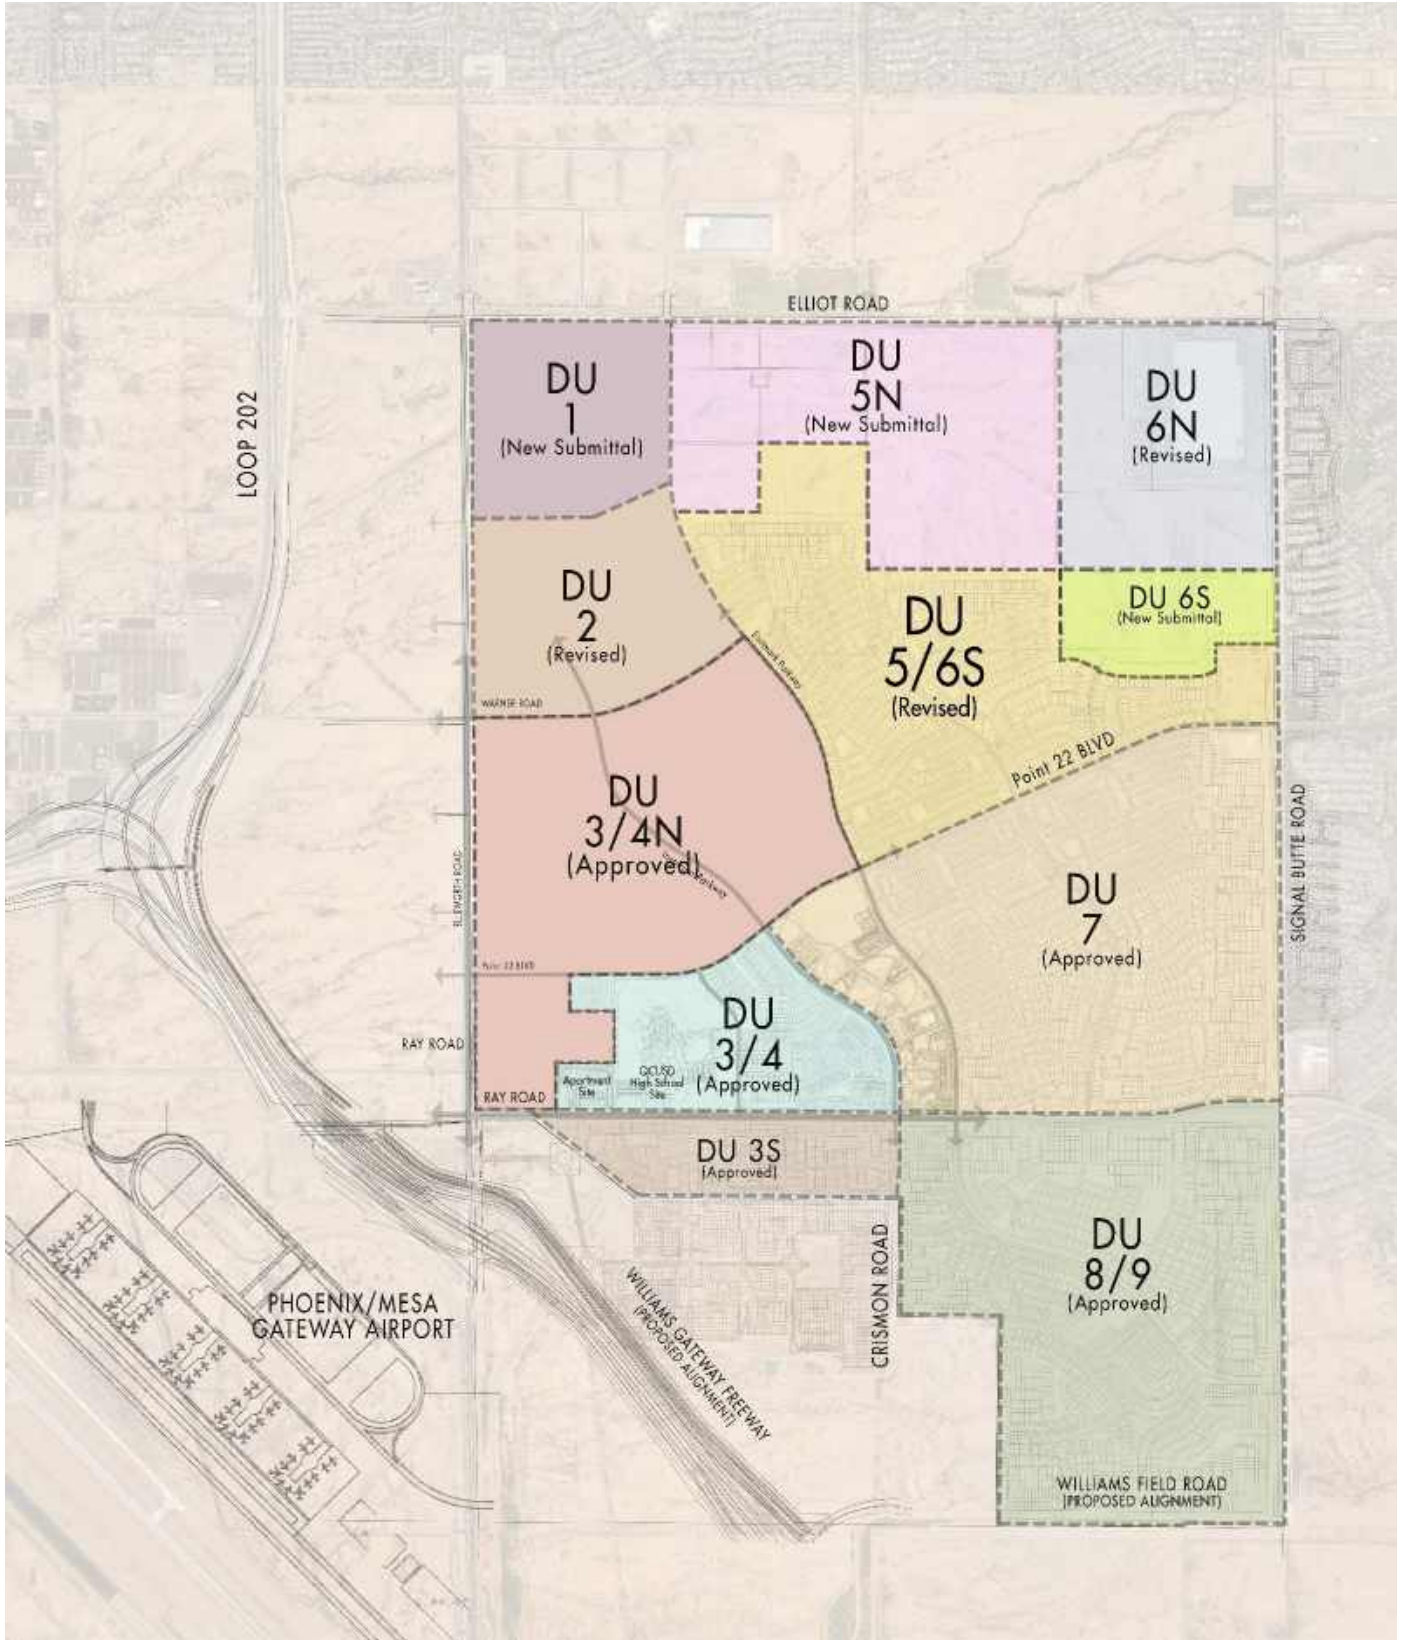 ELLIOT ROAD
LOOP 202
DU
1
(New Submittal)
DU
5N
(New Submittal)
DU
6N
(Revised)
DU
2
(Revised)
WARNER ROAD
DU
5/6S
(Revised)
DU 6S
(New Submittal)
Point 22 BLVD
DU
3/4N
(Approved)
Parkway
ELLSWORTH ROAD
SIGNAL BUTTE ROAD
DU
7
(Approved)
Point 22 BLVD
DU
3/4
(Approved)
RAY ROAD
RAY ROAD
Apartment
Site
QCUSD
High School
Site
DU 3S
(Approved)
CRISMON ROAD
DU
8/9
(Approved)
WILLIAMS GATEWAY FREEWAY
(PROPOSED ALIGNMENT)
PHOENIX/MESA
GATEWAY AIRPORT
WILLIAMS FIELD ROAD
(PROPOSED ALIGNMENT)